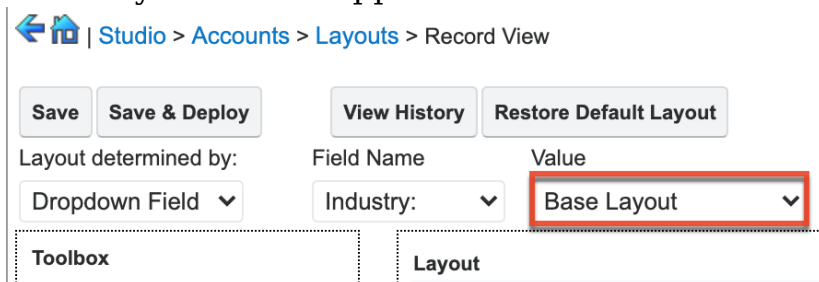 | Studio > Accounts > Layouts > Record View
Save Save & Deploy View History Restore Default Layout
Layout determined by: Field Name Value
Dropdown Field Industry: Base Layout
Toolbox
Layout